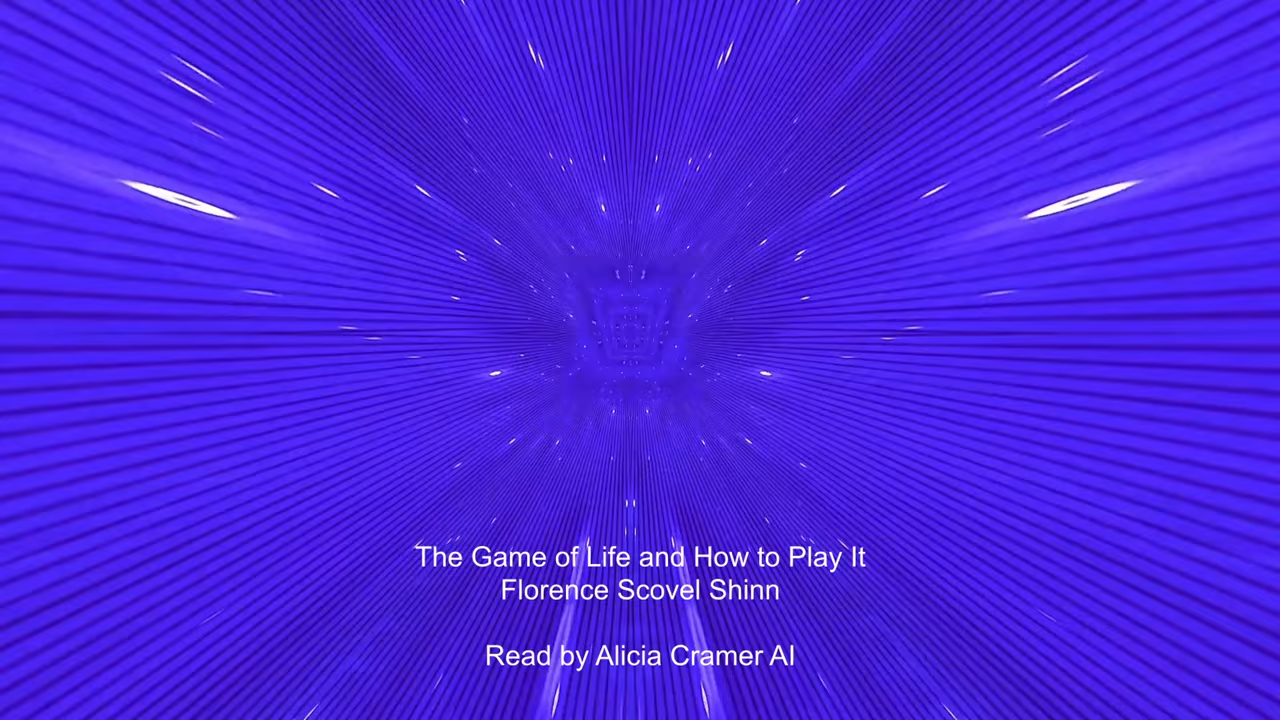 The Game of Life and How to Play It
Florence Scovel Shinn
Read by Alicia Cramer AI